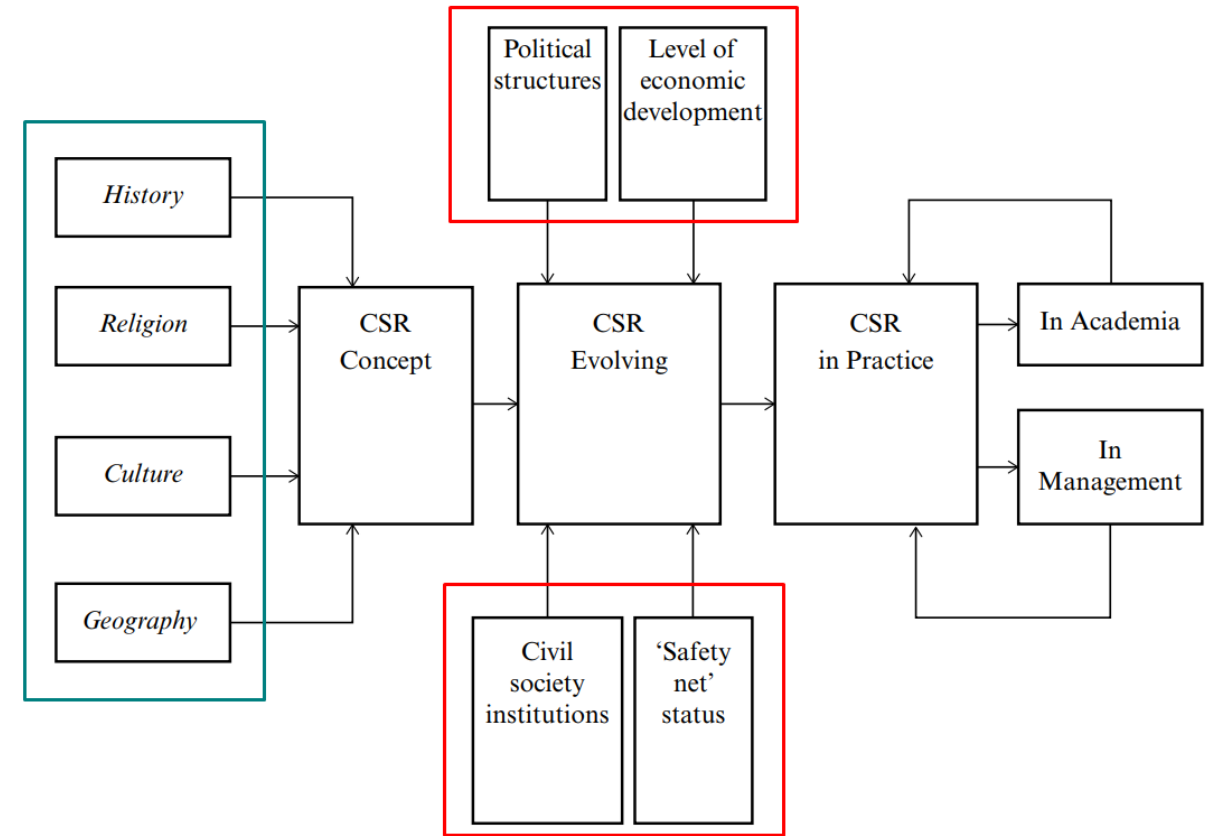 Political
structures
Level of
economic
development
History
Religion
Culture
Geography
CSR
Concept
CSR
Evolving
CSR
in Practice
In Academia
In
Management
Civil
society
institutions
‘Safety
net’
status